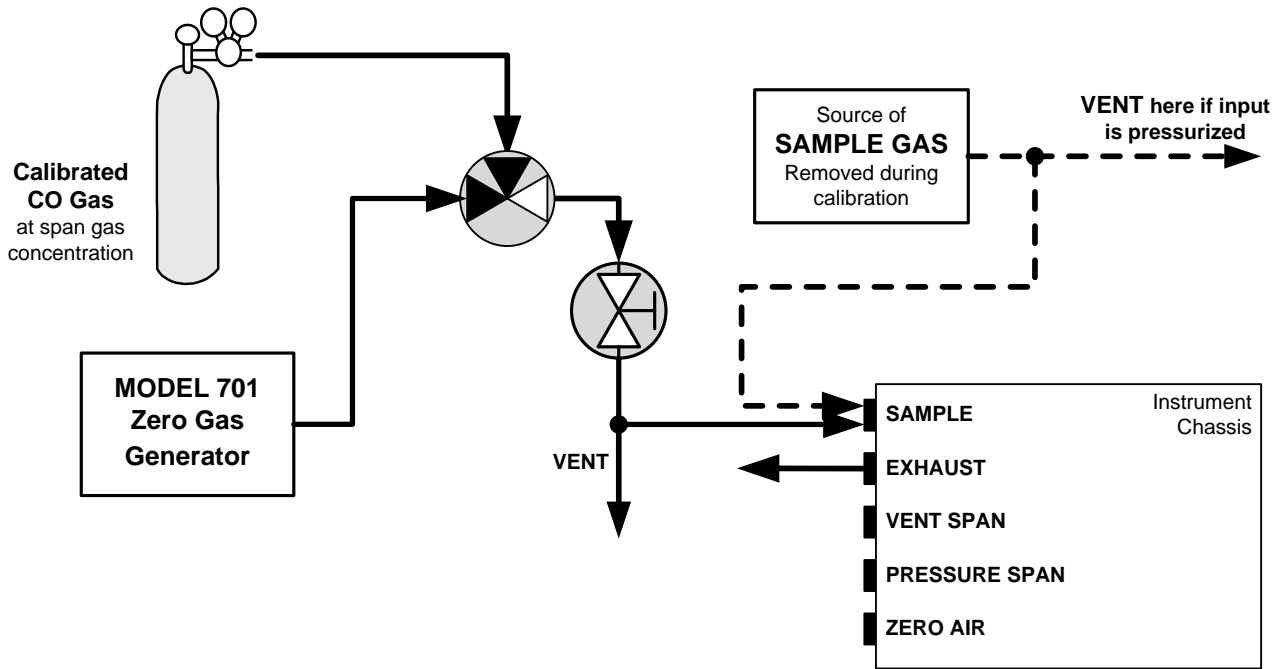 Calibrated
CO Gas
at span gas
concentration
MODEL 701
Zero Gas
Generator
VENT
Source of
SAMPLE GAS
Removed during
calibration
VENT here if input
is pressurized
Instrument
Chassis
SAMPLE
EXHAUST
VENT SPAN
PRESSURE SPAN
ZERO AIR